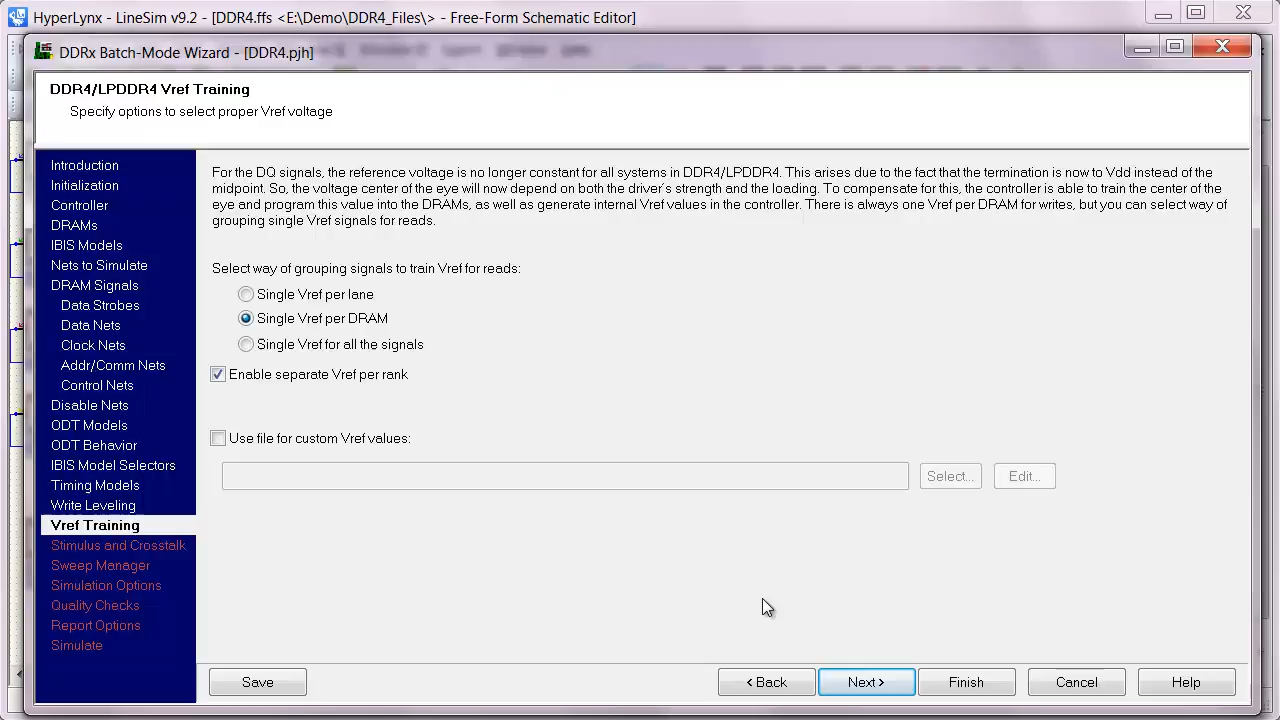 HyperLynx - LineSim v9.2 - [DDR4.ffs <E:\Demo\DDR4_Files\> - Free-Form Schematic Editor]
DDRx Batch-Mode Wizard - [DDR4.pjh]
DDR4/LPDDR4 Vref Training
Specify options to select proper Vref voltage
Introduction
Initialization
Controller
DRAMs
IBIS Models
Nets to Simulate
DRAM Signals
Data Strobes
Data Nets
Clock Nets
Addr/Comm Nets
Control Nets
Disable Nets
ODT Models
ODT Behavior
IBIS Model Selectors
Timing Models
Write Leveling
Vref Training
Stimulus and Crosstalk
Sweep Manager
Simulation Options
Quality Checks
Report Options
Simulate
For the DQ signals, the reference voltage is no longer constant for all systems in DDR4/LPDDR4. This arises due to the fact that the termination is now to Vdd instead of the
midpoint. So, the voltage center of the eye will now depend on both the driver's strength and the loading. To compensate for this, the controller is able to train the center of the
eye and program this value into the DRAMs, as well as generate internal Vref values in the controller. There is always one Vref per DRAM for writes, but you can select way of
grouping single Vref signals for reads.
Select way of grouping signals to train Vref for reads:
Single Vref per lane
Single Vref per DRAM
Single Vref for all the signals
Enable separate Vref per rank
Use file for custom Vref values:
Select...
Edit...
Save
< Back
Next >
Finish
Cancel
Help